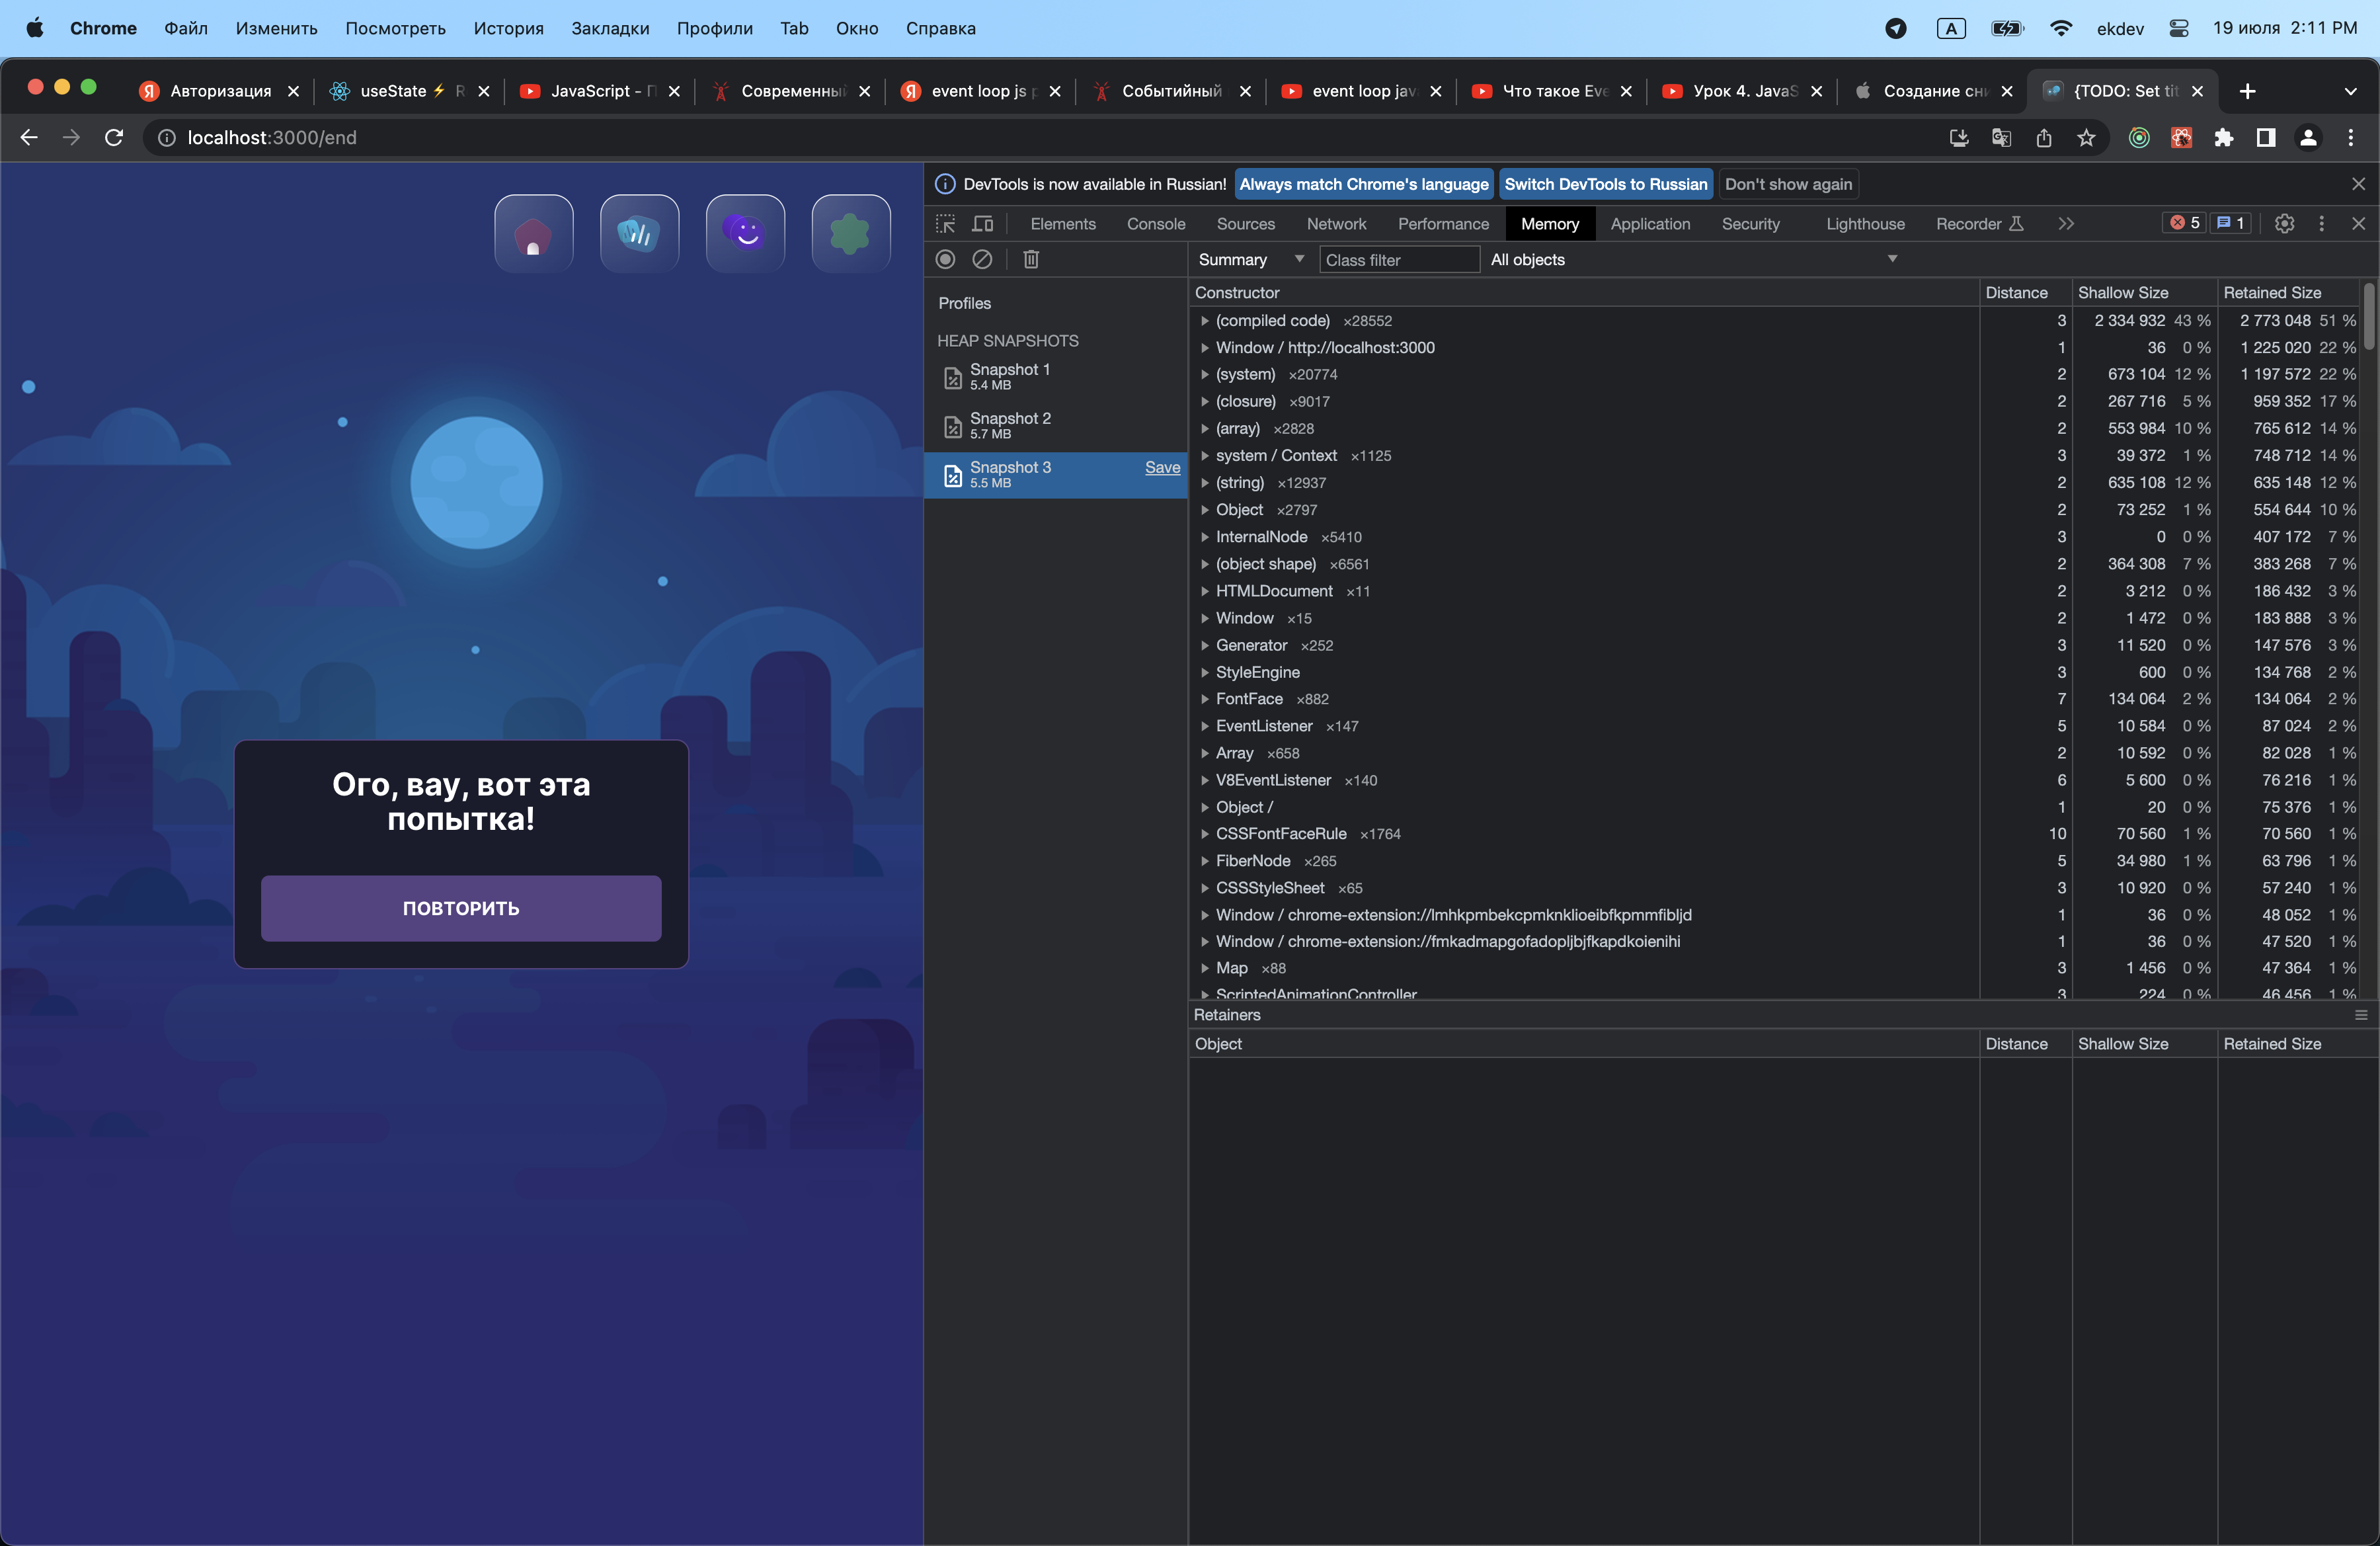 Chrome Файл Изменить Посмотреть История Закладки Профили Tab Окно Справка
A ekdev 19 июля 2:11 PM
Авторизация useState⚡ R JavaScript - П Современный event loop js р Событийный event loop jav Что такое Eve Урок 4. JavaS Создание сни {TODO: Set tit
localhost:3000/end
DevTools is now available in Russian! Always match Chrome's language Switch DevTools to Russian Don't show again
Elements Console Sources Network Performance Memory Application Security Lighthouse Recorder 5 1
Summary Class filter All objects
Profiles
HEAP SNAPSHOTS
Snapshot 1
5.4 MB
Snapshot 2
5.7 MB
Snapshot 3 Save
5.5 MB
Constructor Distance Shallow Size Retained Size
(compiled code) ×28552 3 2 334 932 43 % 2 773 048 51 %
Window / http://localhost:3000 1 36 0 % 1 225 020 22 %
(system) ×20774 2 673 104 12 % 1 197 572 22 %
(closure) ×9017 2 267 716 5 % 959 352 17 %
(array) ×2828 2 553 984 10 % 765 612 14 %
system / Context ×1125 3 39 372 1 % 748 712 14 %
(string) ×12937 2 635 108 12 % 635 148 12 %
Object ×2797 2 73 252 1 % 554 644 10 %
InternalNode ×5410 3 0 0 % 407 172 7 %
(object shape) ×6561 2 364 308 7 % 383 268 7 %
HTMLDocument ×11 2 3 212 0 % 186 432 3 %
Window ×15 2 1 472 0 % 183 888 3 %
Generator ×252 3 11 520 0 % 147 576 3 %
StyleEngine 3 600 0 % 134 768 2 %
FontFace ×882 7 134 064 2 % 134 064 2 %
EventListener ×147 5 10 584 0 % 87 024 2 %
Array ×658 2 10 592 0 % 82 028 1 %
V8EventListener ×140 6 5 600 0 % 76 216 1 %
Object / 1 20 0 % 75 376 1 %
CSSFontFaceRule ×1764 10 70 560 1 % 70 560 1 %
FiberNode ×265 5 34 980 1 % 63 796 1 %
CSSStyleSheet ×65 3 10 920 0 % 57 240 1 %
Window / chrome-extension://lmhkpmbekcpmknklioeibfkpmmfibljd 1 36 0 % 48 052 1 %
Window / chrome-extension://fmkadmapgofadopljbjfkapdkoienihi 1 36 0 % 47 520 1 %
Map ×88 3 1 456 0 % 47 364 1 %
ScriptedAnimationController 3 224 0 % 46 456 1 %
Retainers
Object Distance Shallow Size Retained Size
Ого, вау, вот эта
попытка!
ПОВТОРИТЬ